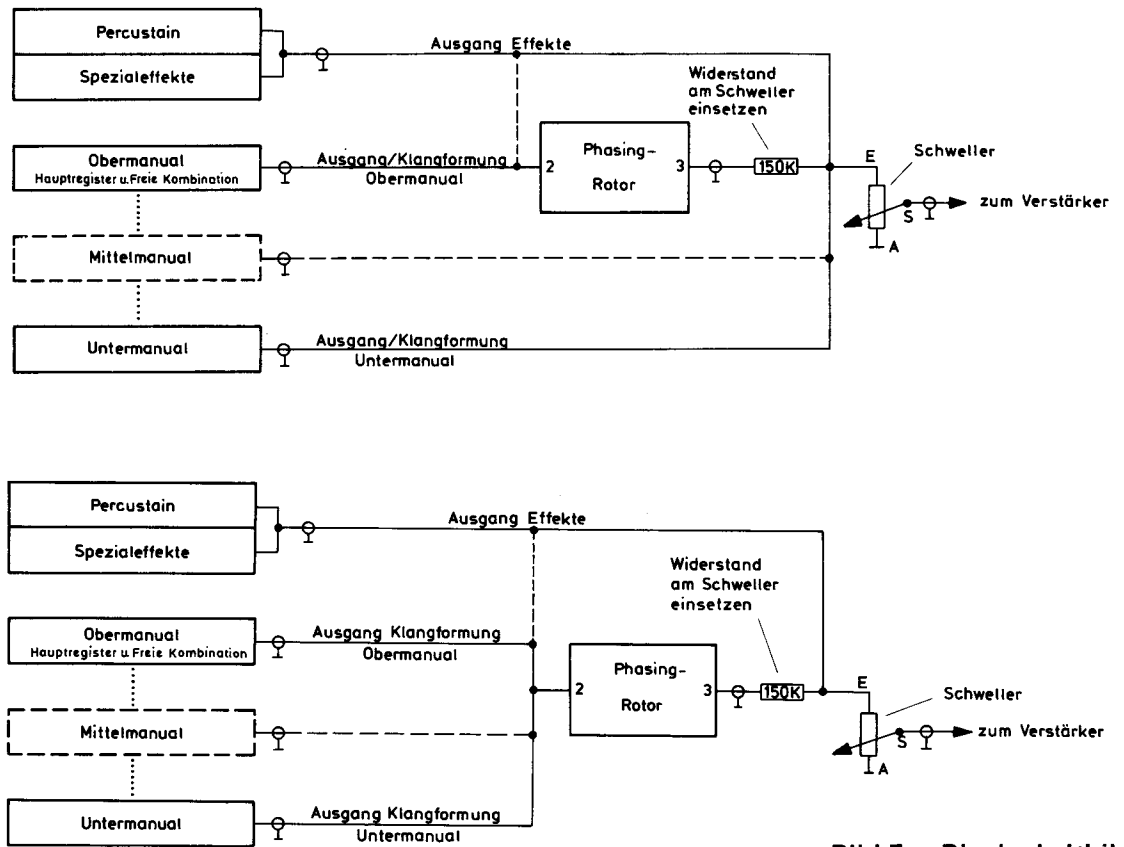 Percustain
Spezialeffekte
Ausgang Effekte
Widerstand
am Schweller
einsetzen
Obermanual
Hauptregister u. Freie Kombination
Ausgang/Klangformung
Obermanual
2
Phasing-
Rotor
3
150K
E
Schweller
S
zum Verstärker
A
Mittelmanual
Untermanual
Ausgang/Klangformung
Untermanual
Percustain
Spezialeffekte
Ausgang Effekte
Widerstand
am Schweller
einsetzen
Obermanual
Hauptregister u. Freie Kombination
Ausgang Klangformung
Obermanual
2
Phasing-
Rotor
3
150K
E
Schweller
S
zum Verstärker
A
Mittelmanual
Untermanual
Ausgang Klangformung
Untermanual